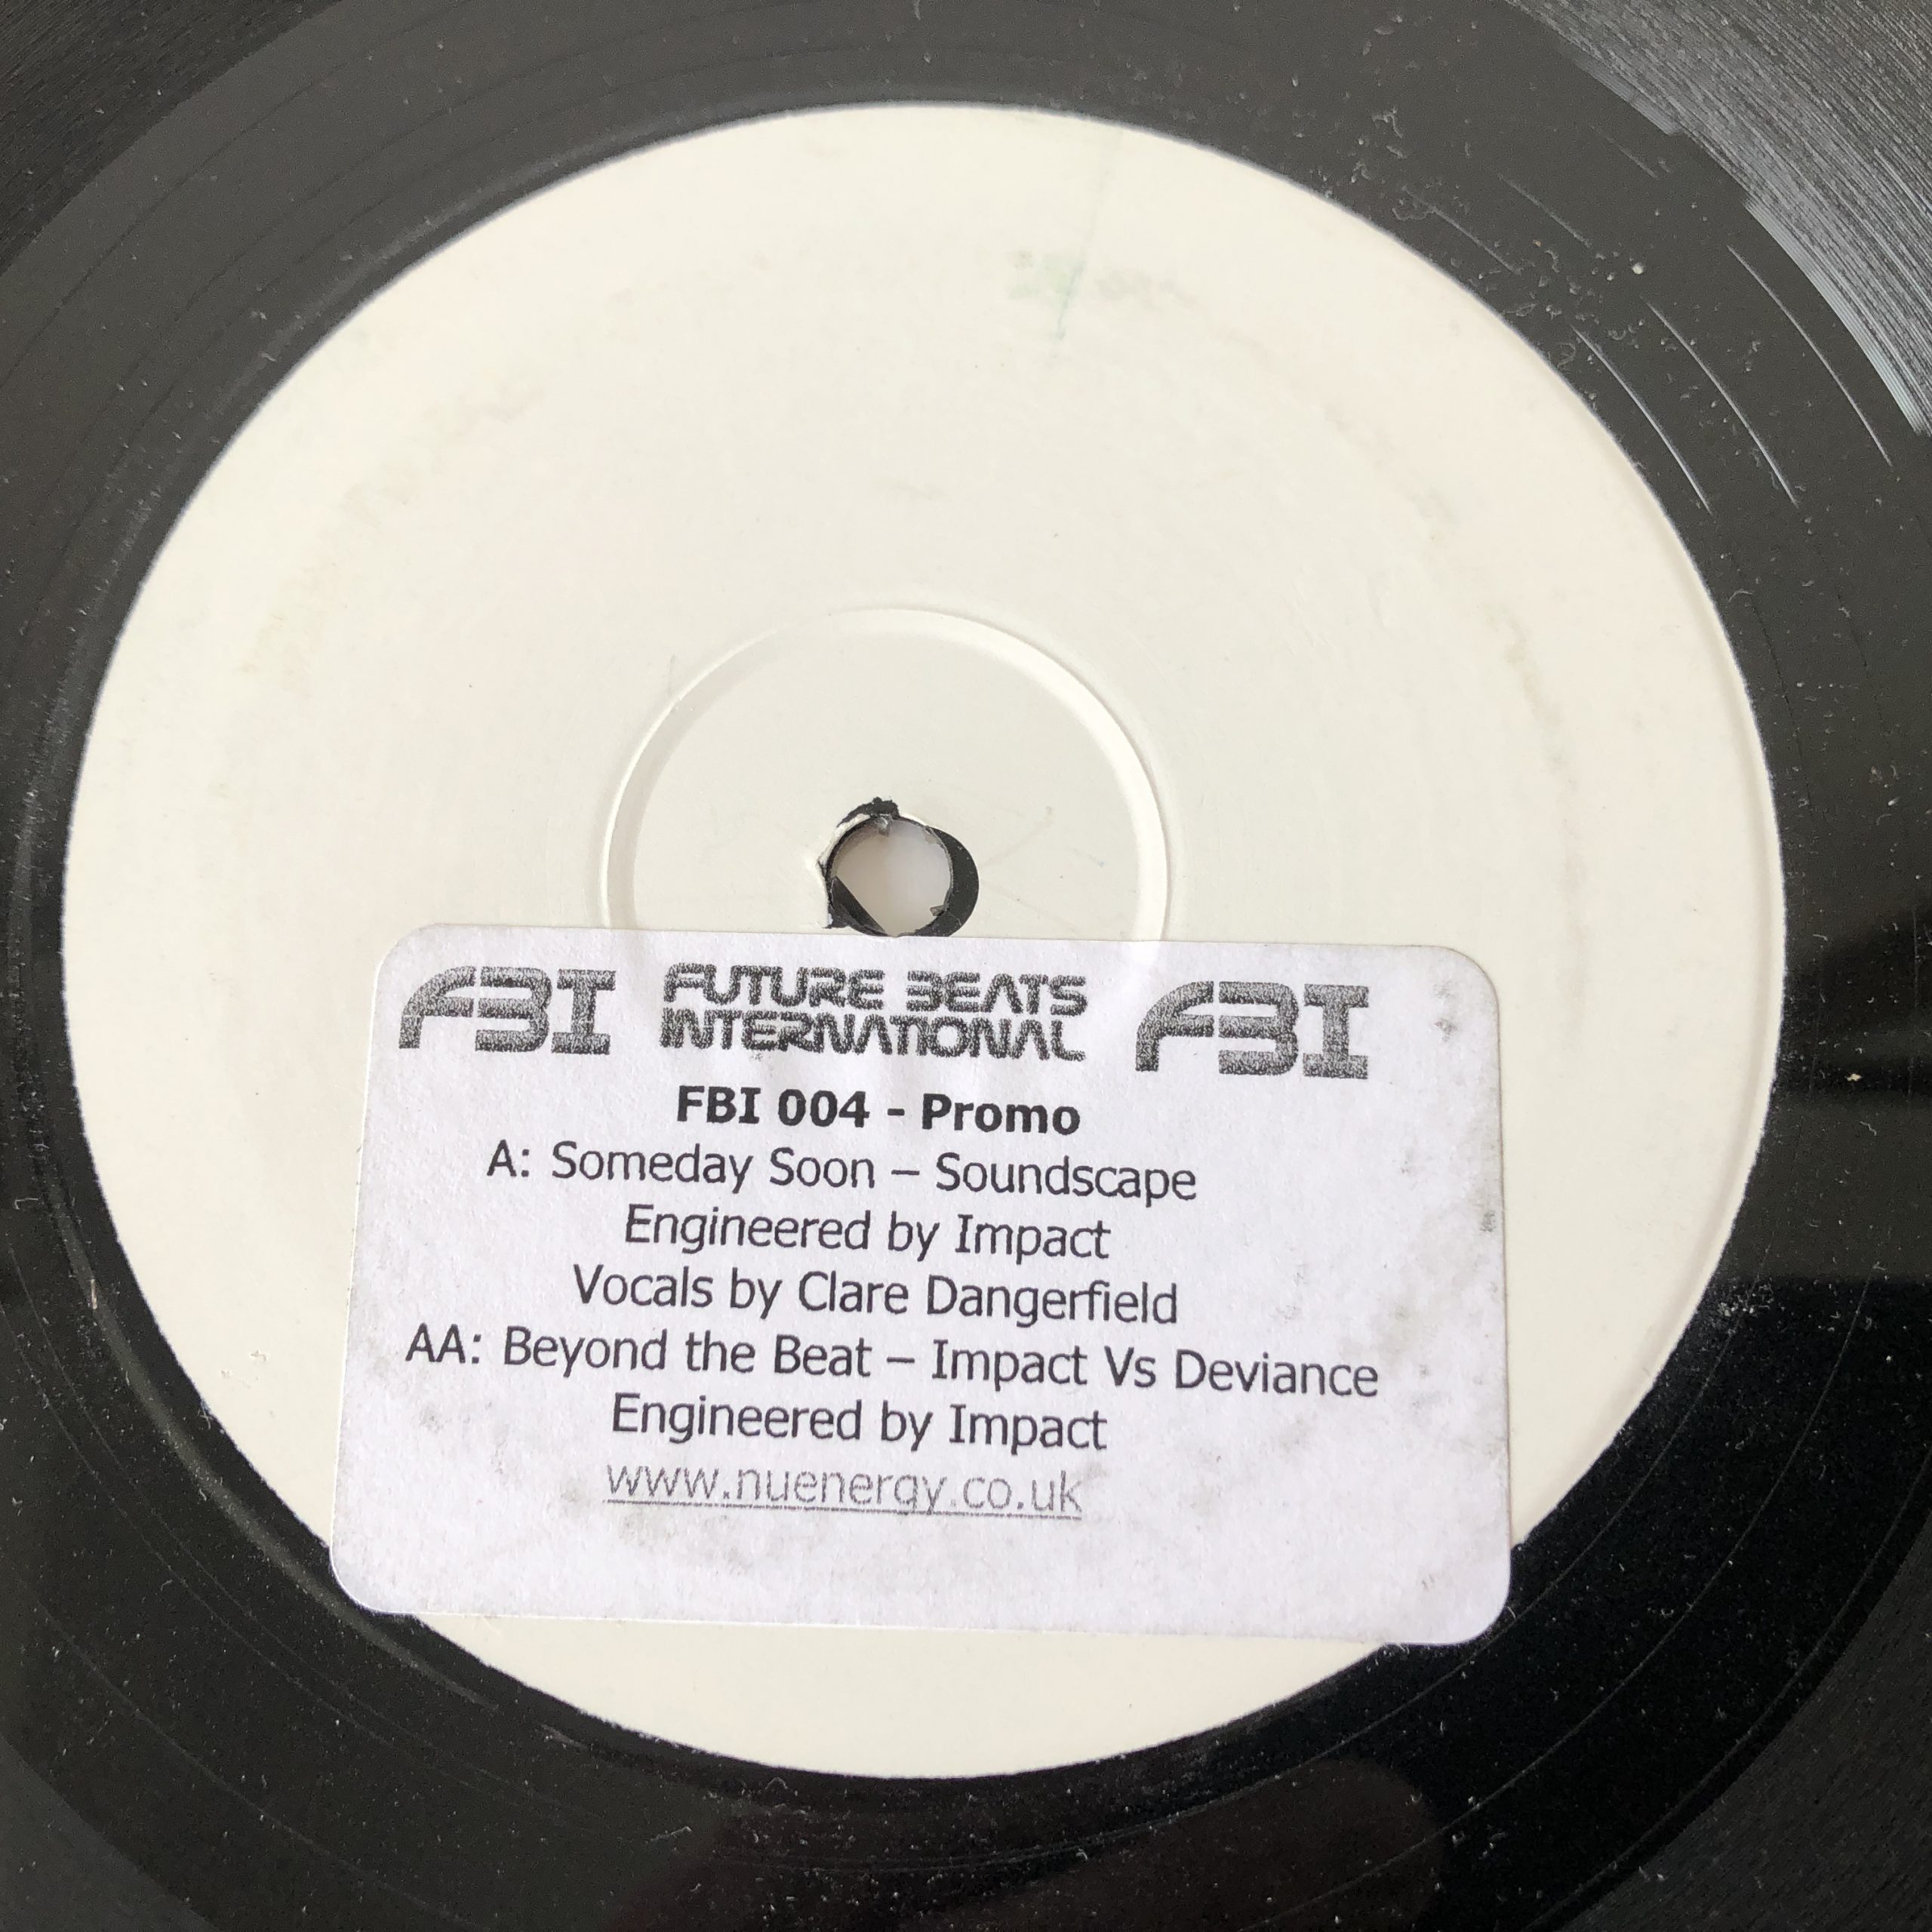 FBI FUTURE BEATS INTERNATIONAL FBI
FBI 004 - Promo
A: Someday Soon – Soundscape
Engineered by Impact
Vocals by Clare Dangerfield
AA: Beyond the Beat – Impact Vs Deviance
Engineered by Impact
www.nuenergy.co.uk